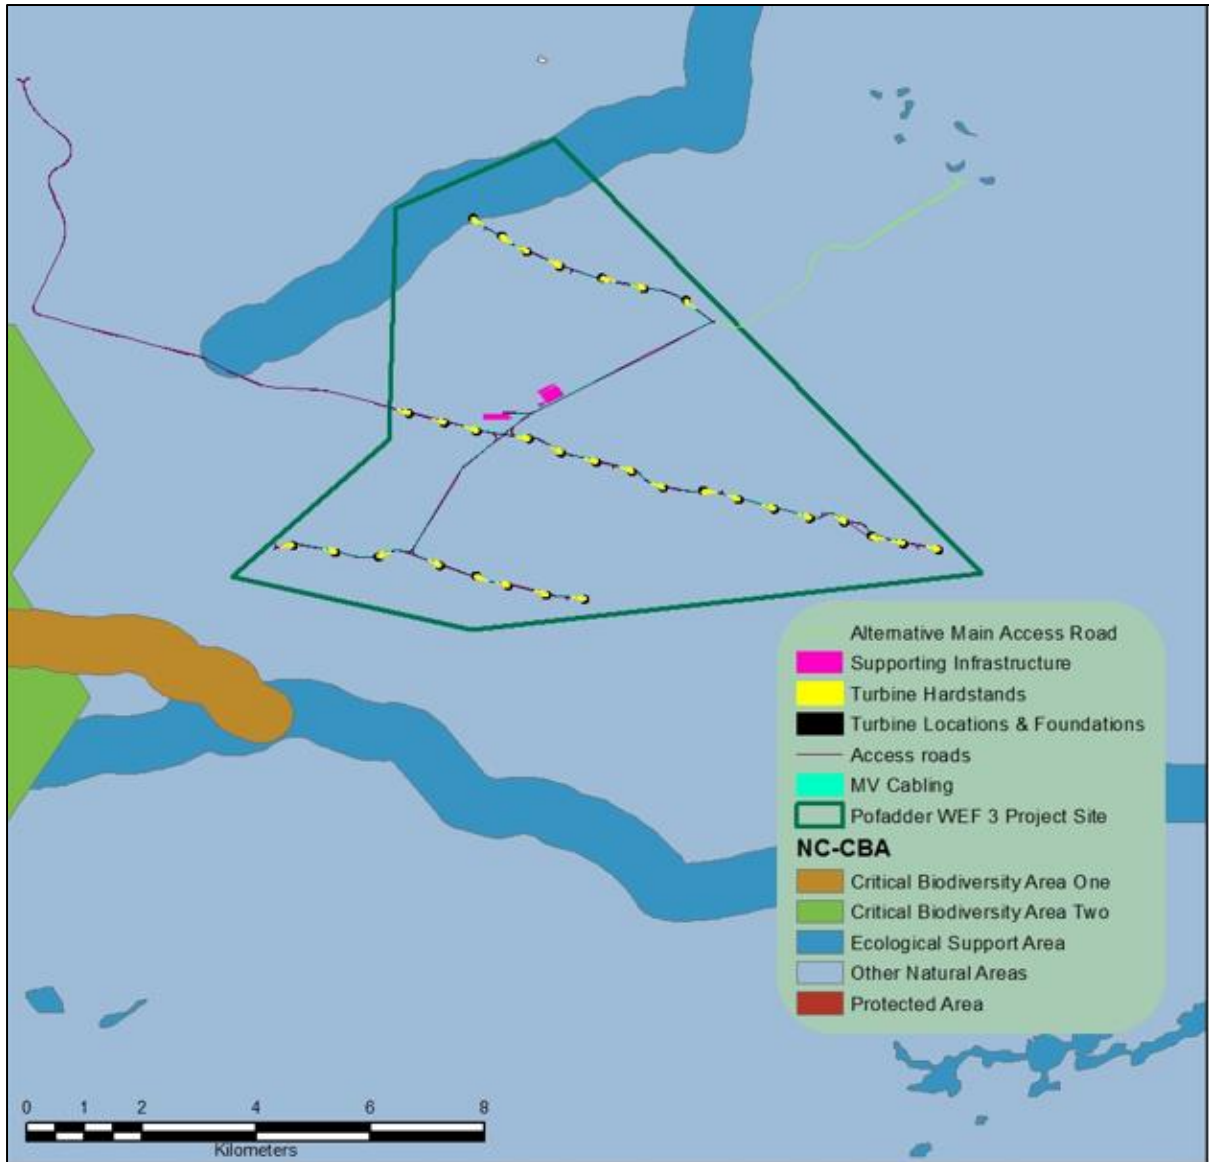 Alternative Main Access Road
Supporting Infrastructure
Turbine Hardstands
Turbine Locations & Foundations
Access roads
MV Cabling
Pofadder WEF 3 Project Site
NC-CBA
Critical Biodiversity Area One
Critical Biodiversity Area Two
Ecological Support Area
Other Natural Areas
Protected Area
0 1 2 4 6 8
Kilometers